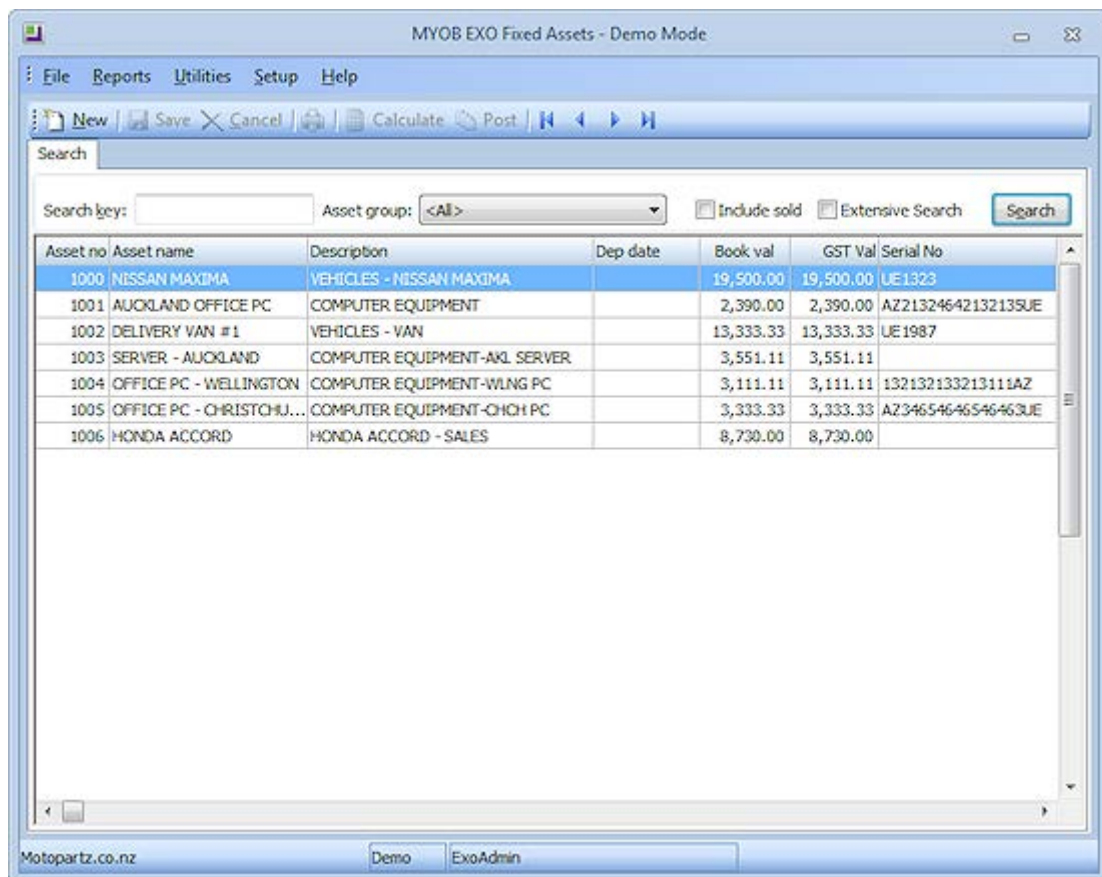 MYOB EXO Fixed Assets - Demo Mode
File Reports Utilities Setup Help
New Save Cancel Calculate Post
Search
Search key: Asset group: <All> Include sold Extensive Search Search
Asset no Asset name Description Dep date Book val GST Val Serial No
1000 NISSAN MAXIMA VEHICLES - NISSAN MAXIMA 19,500.00 19,500.00 UE1323
1001 AUCKLAND OFFICE PC COMPUTER EQUIPMENT 2,390.00 2,390.00 AZ21324642132135UE
1002 DELIVERY VAN #1 VEHICLES - VAN 13,333.33 13,333.33 UE1987
1003 SERVER - AUCKLAND COMPUTER EQUIPMENT-AKL SERVER 3,551.11 3,551.11
1004 OFFICE PC - WELLINGTON COMPUTER EQUIPMENT-WLNG PC 3,111.11 3,111.11 132132133213111AZ
1005 OFFICE PC - CHRISTCHU... COMPUTER EQUIPMENT-CHCH PC 3,333.33 3,333.33 AZ346546465464​63UE
1006 HONDA ACCORD HONDA ACCORD - SALES 8,730.00 8,730.00
Motopartz.co.nz Demo ExoAdmin